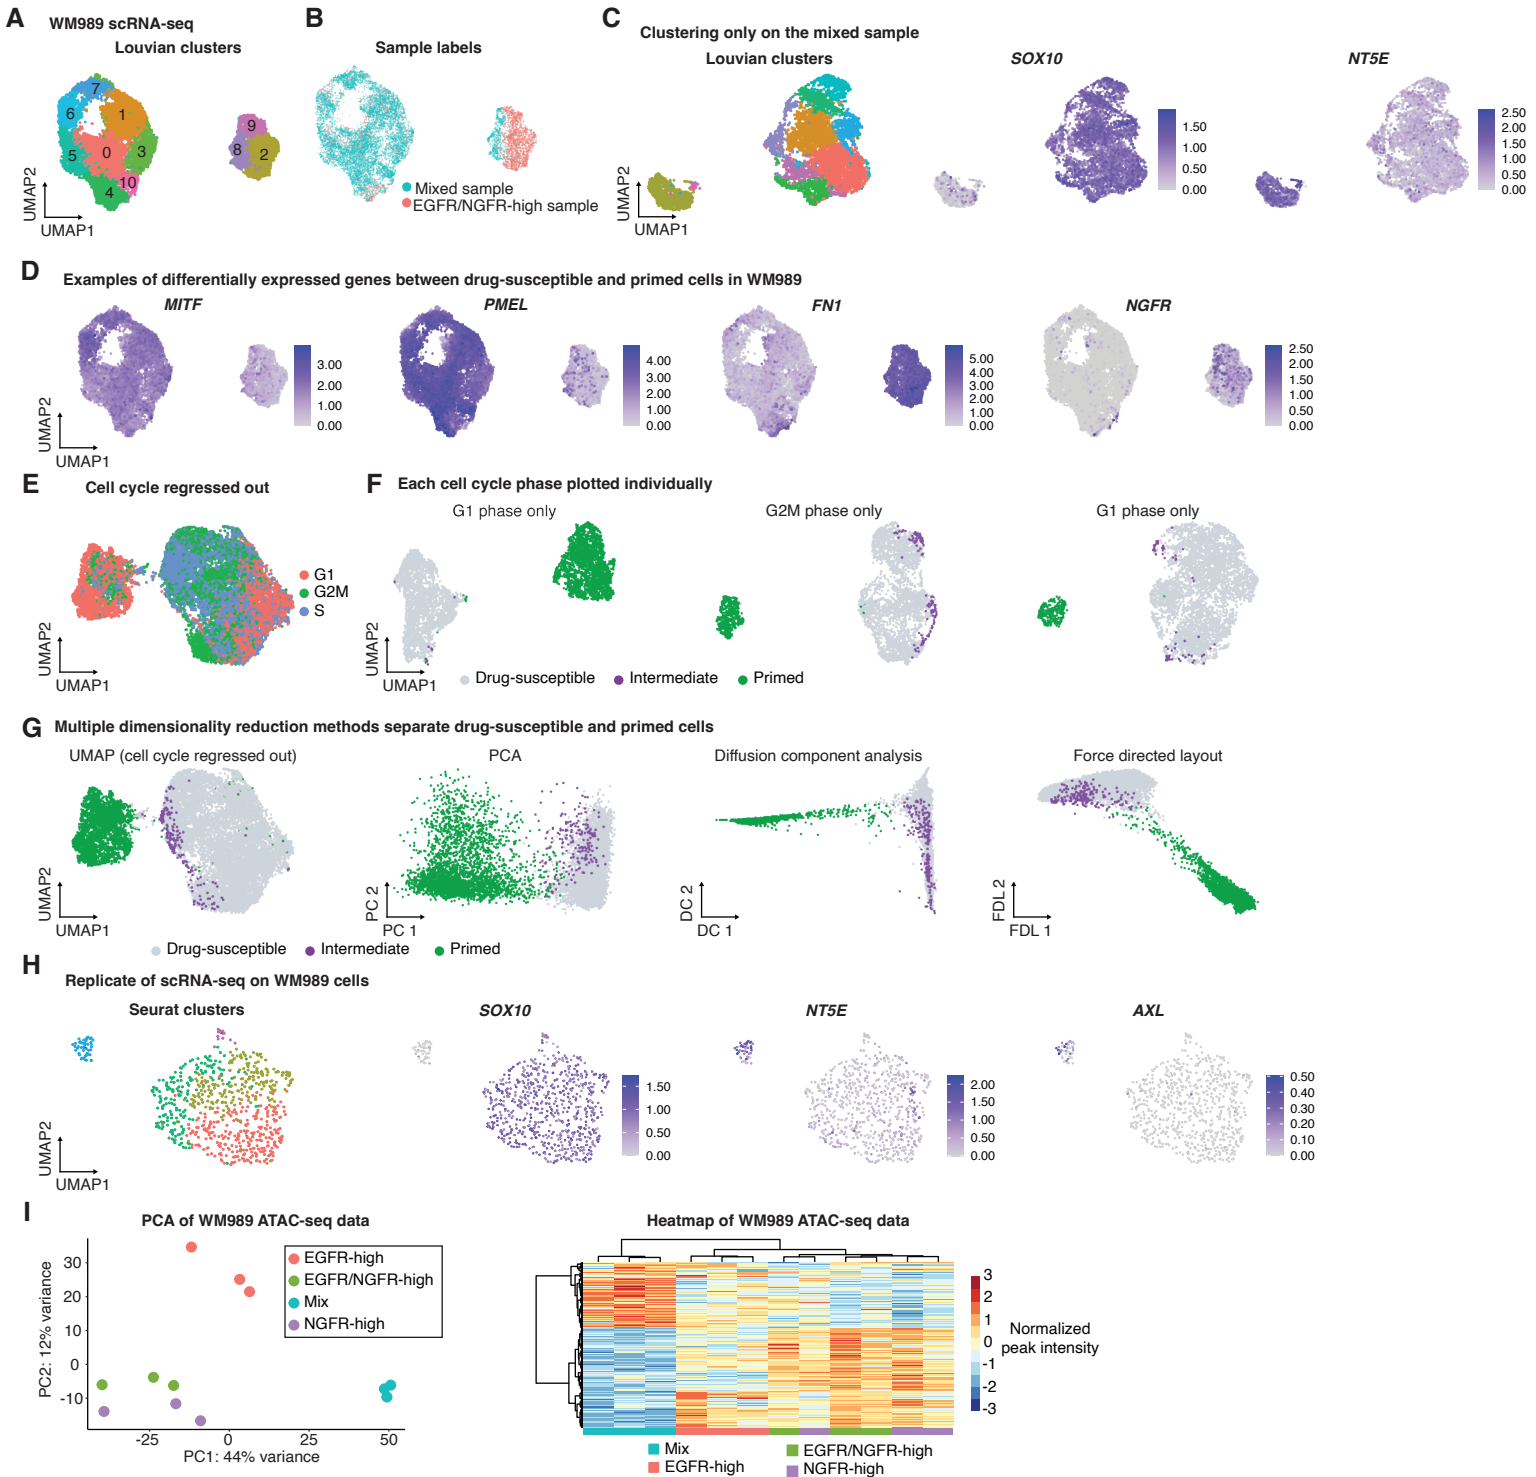 A
WM989 scRNA-seq
Louvian clusters
7
6
1
5
0
3
10
4
9
8
2
UMAP2
UMAP1
B
Sample labels
Mixed sample
EGFR/NGFR-high sample
C
Clustering only on the mixed sample
Louvian clusters
SOX10
NT5E
UMAP2
UMAP1
1.50
1.00
0.50
0.00
2.50
2.00
1.50
1.00
0.50
0.00
D
Examples of differentially expressed genes between drug-susceptible and primed cells in WM989
MITF
PMEL
FN1
NGFR
UMAP2
UMAP1
3.00
2.00
1.00
0.00
4.00
3.00
2.00
1.00
0.00
5.00
4.00
3.00
2.00
1.00
0.00
2.50
2.00
1.50
1.00
0.50
0.00
E
Cell cycle regressed out
G1
G2M
S
UMAP2
UMAP1
F
Each cell cycle phase plotted individually
G1 phase only
G2M phase only
G1 phase only
UMAP2
UMAP1
Drug-susceptible
Intermediate
Primed
G
Multiple dimensionality reduction methods separate drug-susceptible and primed cells
UMAP (cell cycle regressed out)
PCA
Diffusion component analysis
Force directed layout
UMAP2
UMAP1
PC 2
PC 1
DC 2
DC 1
FDL 2
FDL 1
Drug-susceptible
Intermediate
Primed
H
Replicate of scRNA-seq on WM989 cells
Seurat clusters
SOX10
NT5E
AXL
UMAP2
UMAP1
1.50
1.00
0.50
0.00
2.00
1.50
1.00
0.50
0.00
0.50
0.40
0.30
0.20
0.10
0.00
I
PCA of WM989 ATAC-seq data
EGFR-high
EGFR/NGFR-high
Mix
NGFR-high
PC2: 12% variance
30
20
10
0
-10
-25
0
25
50
PC1: 44% variance
Heatmap of WM989 ATAC-seq data
3
2
1
0
-1
-2
-3
Normalized
peak intensity
Mix
EGFR-high
EGFR/NGFR-high
NGFR-high